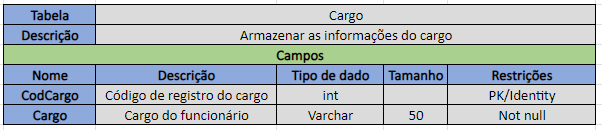 Tabela Cargo
Descrição Armazenar as informações do cargo
Campos
Nome Descrição Tipo de dado Tamanho Restrições
CodCargo Código de registro do cargo int PK/Identity
Cargo Cargo do funcionário Varchar 50 Not null